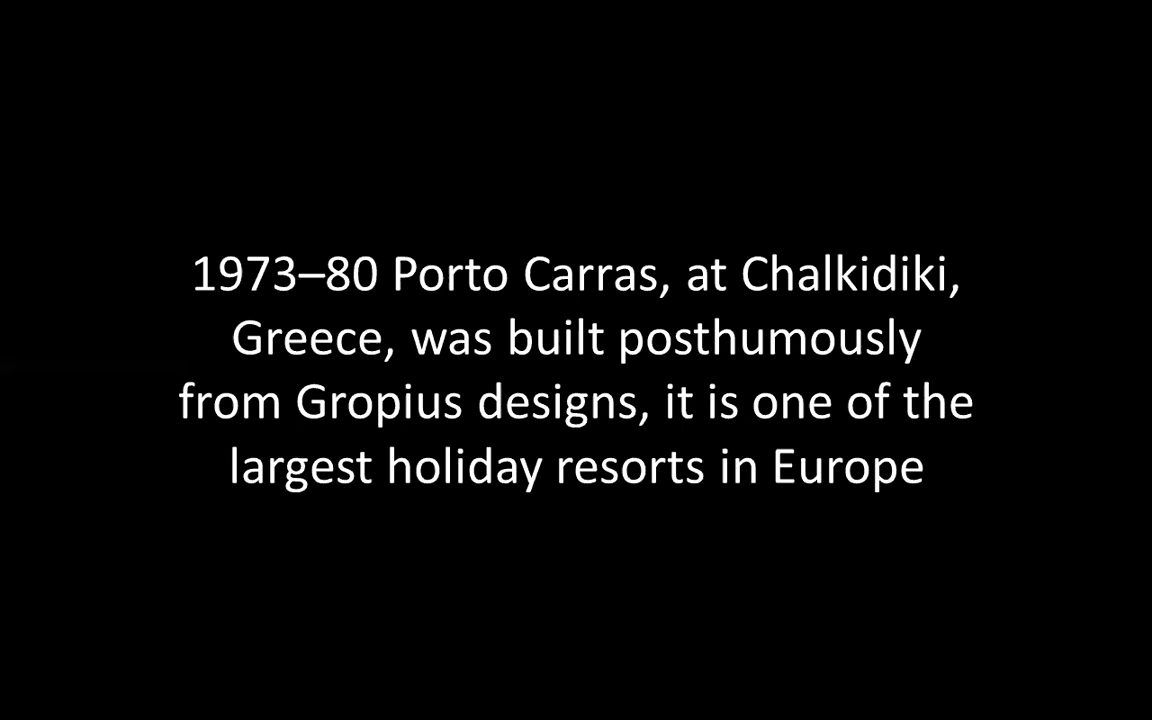 1973–80 Porto Carras, at Chalkidiki,
Greece, was built posthumously
from Gropius designs, it is one of the
largest holiday resorts in Europe